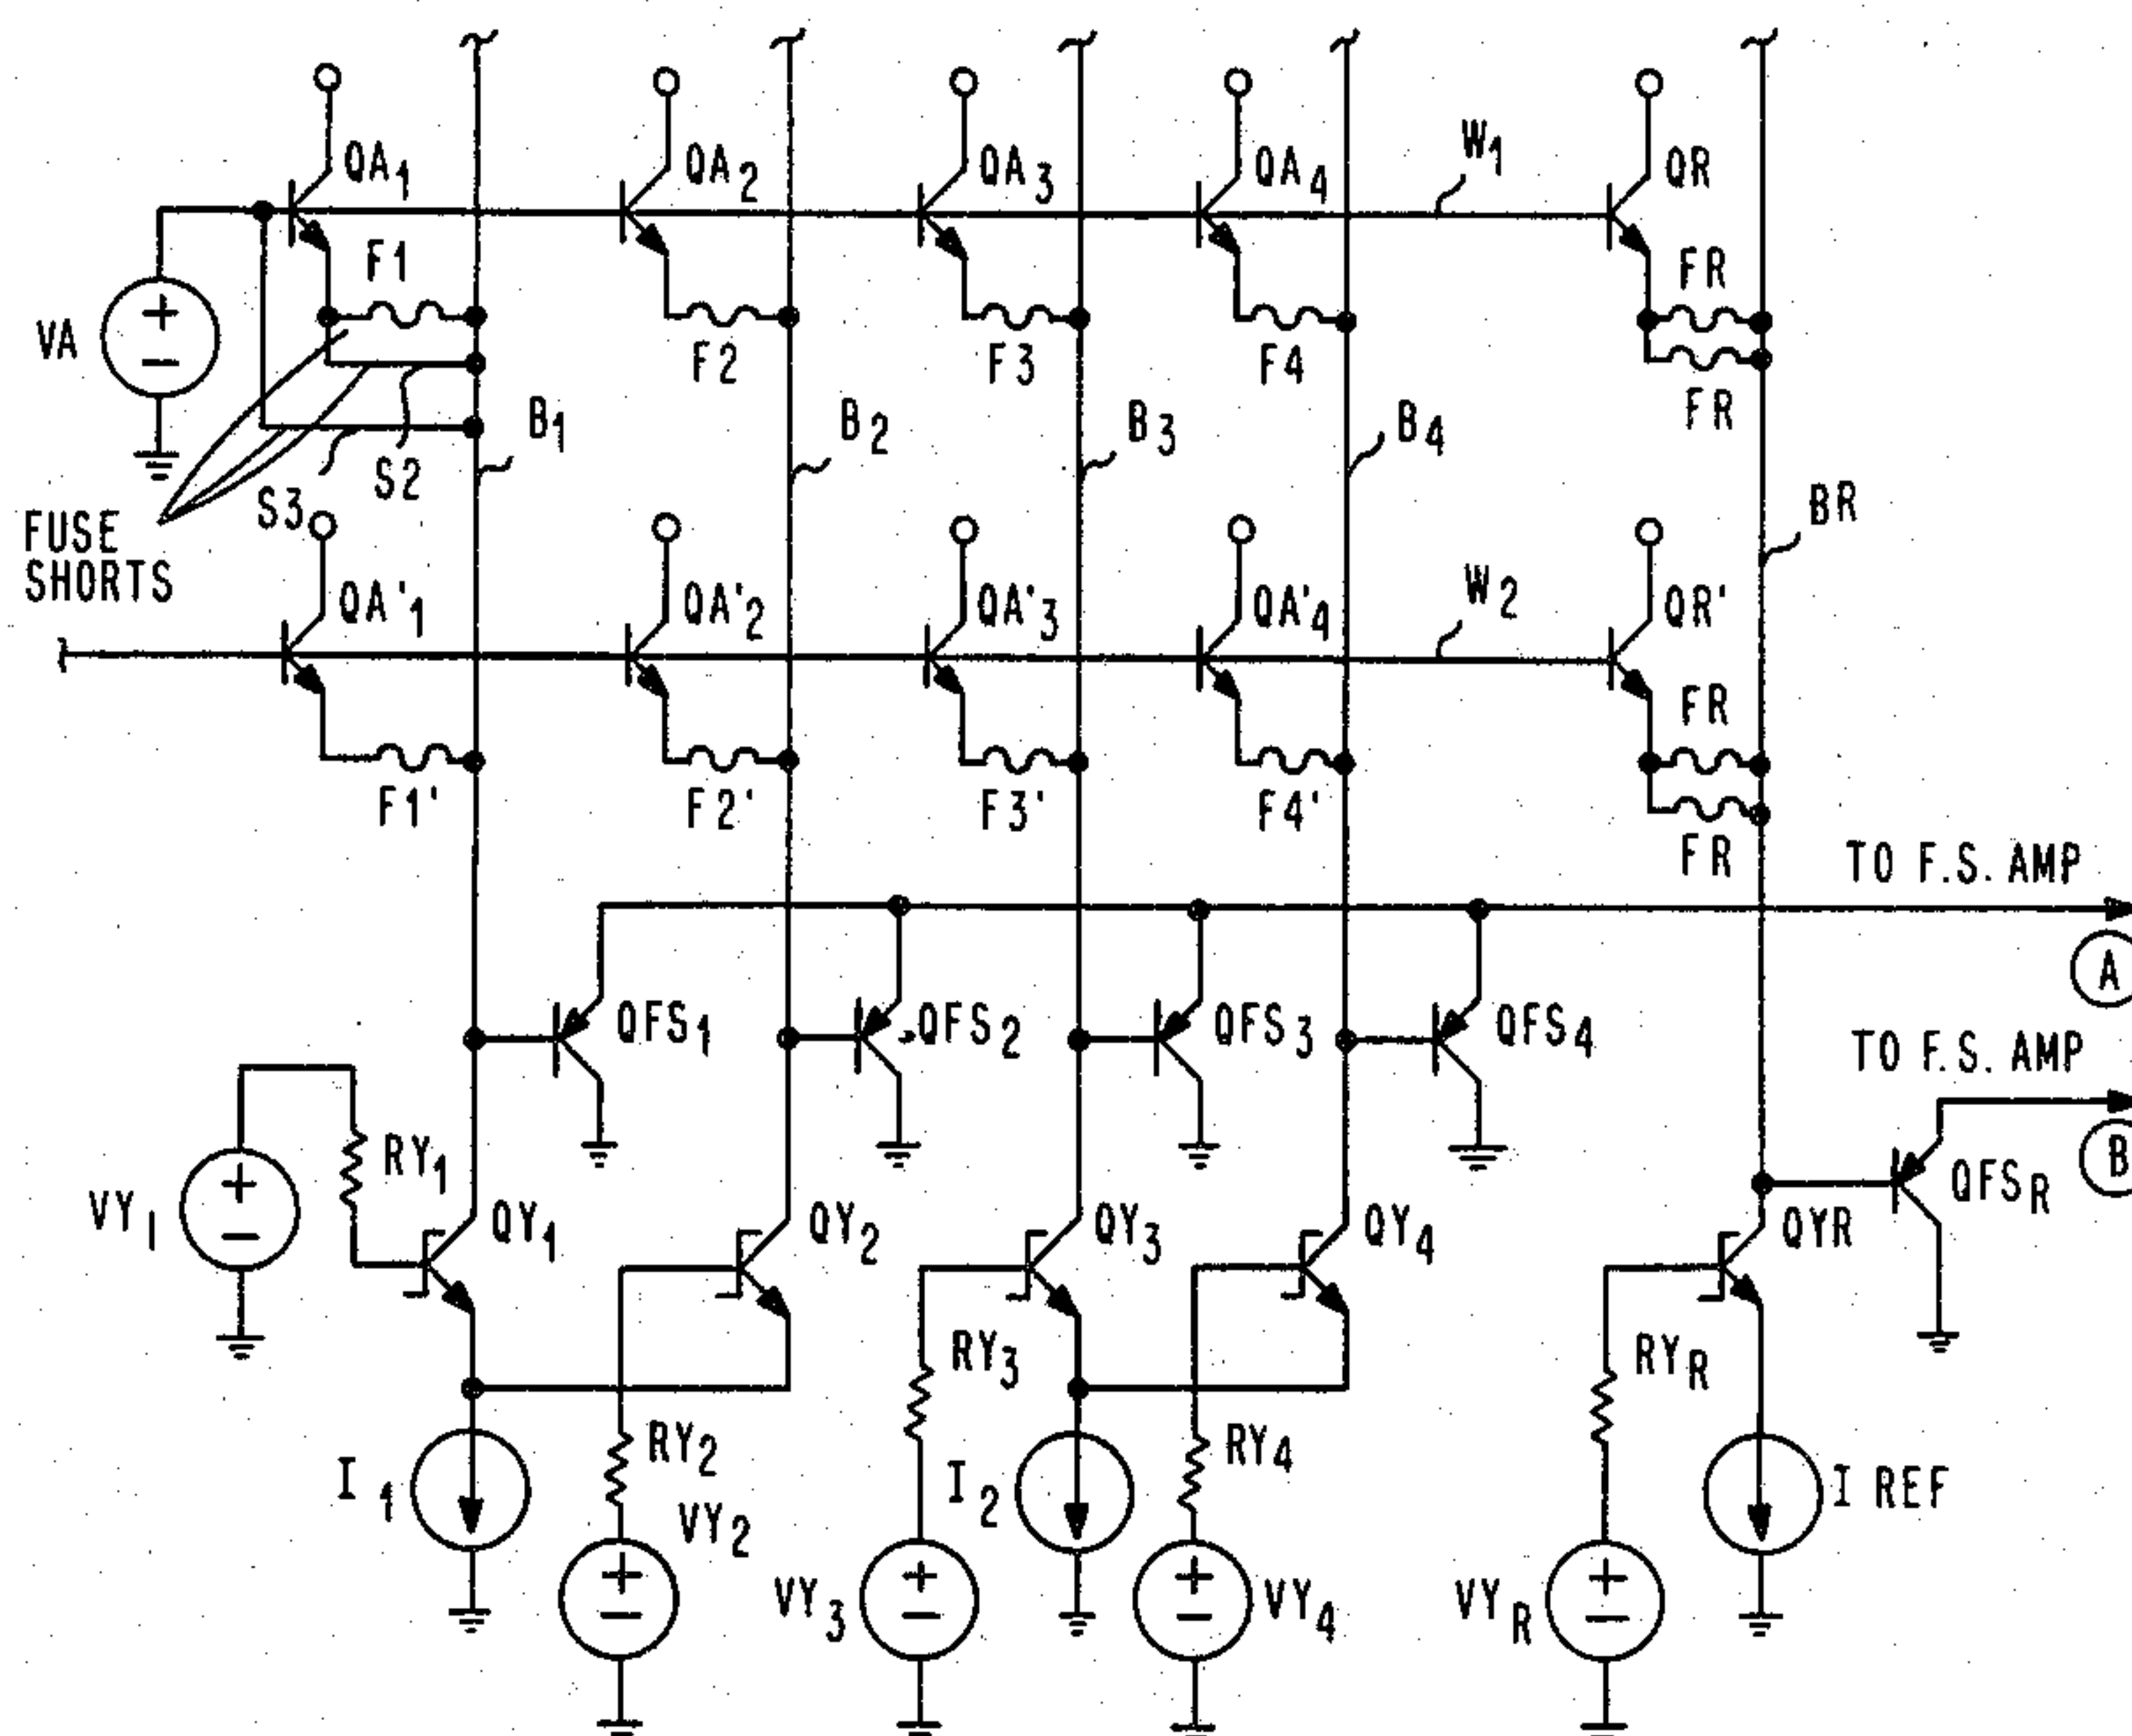 QA1
QA2
QA3
QA4
W1
QR
F1
FR
VA
+
−
F2
F3
F4
FR
B1
B2
B3
B4
S2
S3
BR
FUSE
SHORTS
QA'1
QA'2
QA'3
QA'4
W2
QR'
FR
F1'
F2'
F3'
F4'
FR
TO F.S. AMP
A
QFS1
QFS2
QFS3
QFS4
TO F.S. AMP
B
RY1
VY1
+
−
QFSR
QY1
QY2
QY3
QY4
QYR
RY3
RYR
RY2
RY4
I1
I2
I REF
VY2
+
−
VY3
+
−
VY4
+
−
VYR
+
−